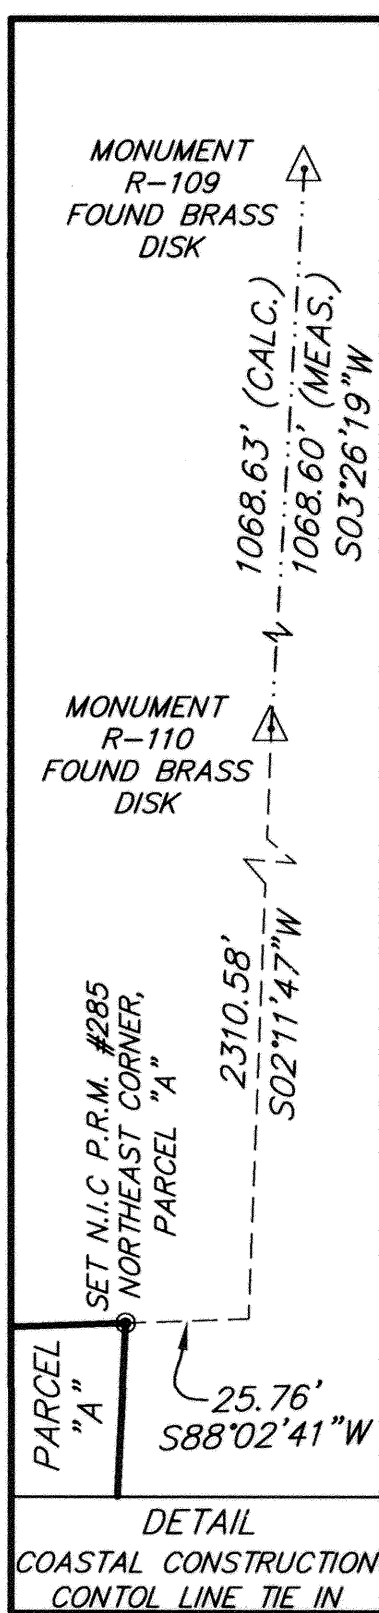 MONUMENT
R-109
FOUND BRASS
DISK
1068.63' (CALC.)
1068.60' (MEAS.)
S03°26'19"W
MONUMENT
R-110
FOUND BRASS
DISK
2310.58'
S02°11'47"W
SET N.I.C P.R.M. #285
NORTHEAST CORNER,
PARCEL "A"
PARCEL
"A"
25.76'
S88°02'41"W
DETAIL
COASTAL CONSTRUCTION
CONTOL LINE TIE IN